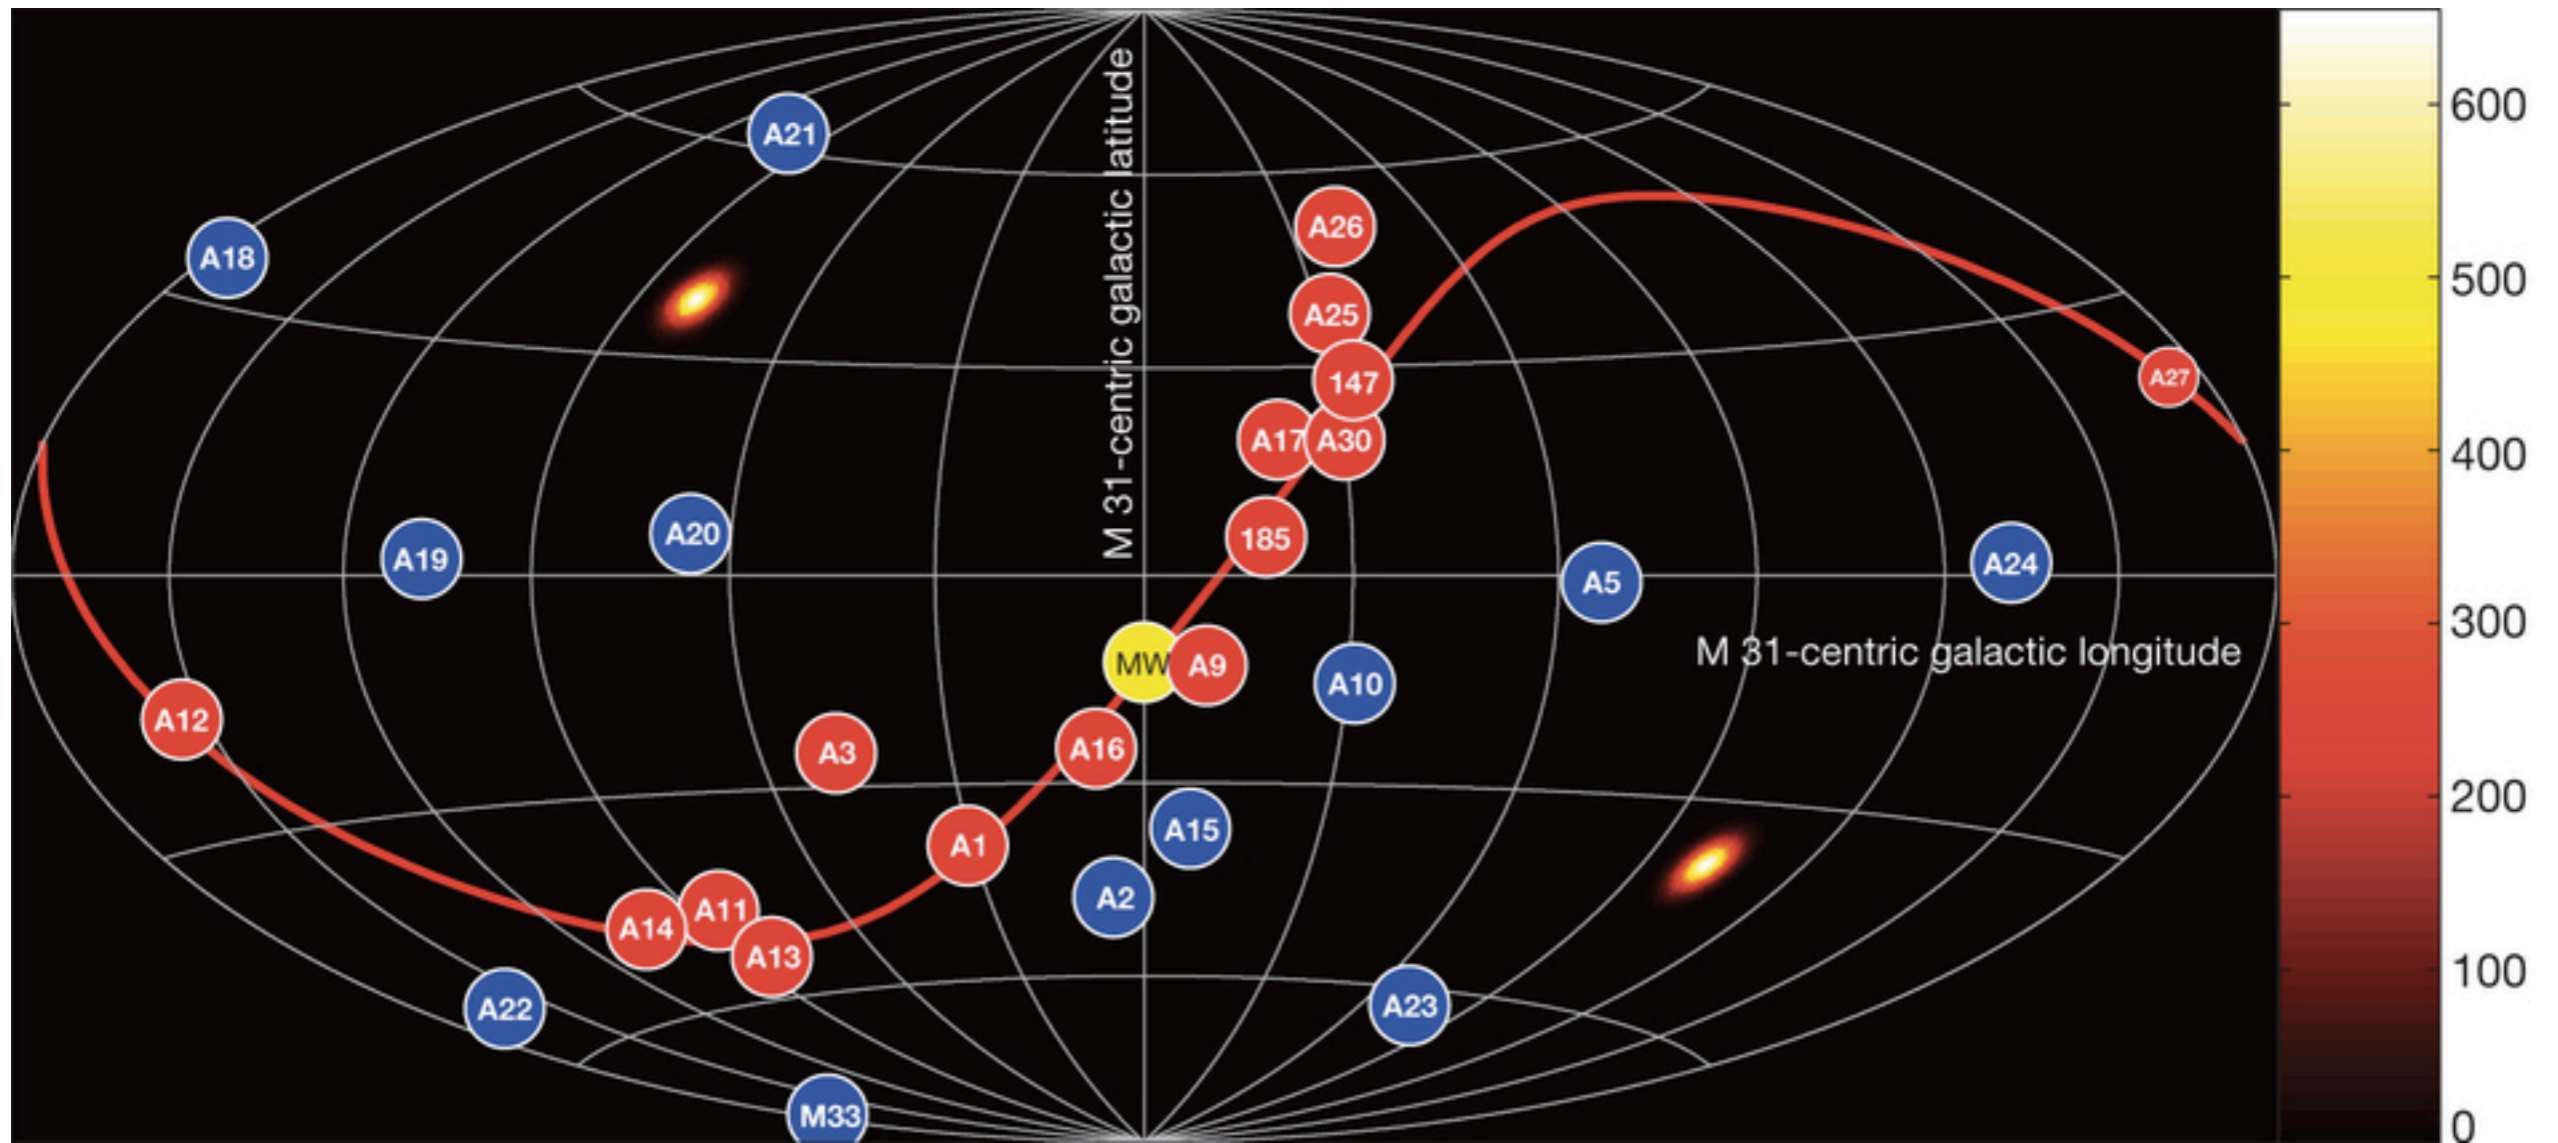 A21
A18
A26
A25
147
A27
A17
A30
185
A20
A19
A5
A24
MW
A9
A10
A12
A3
A16
A1
A15
A2
A14
A11
A13
A22
A23
M33
M 31-centric galactic latitude
M 31-centric galactic longitude
600
500
400
300
200
100
0